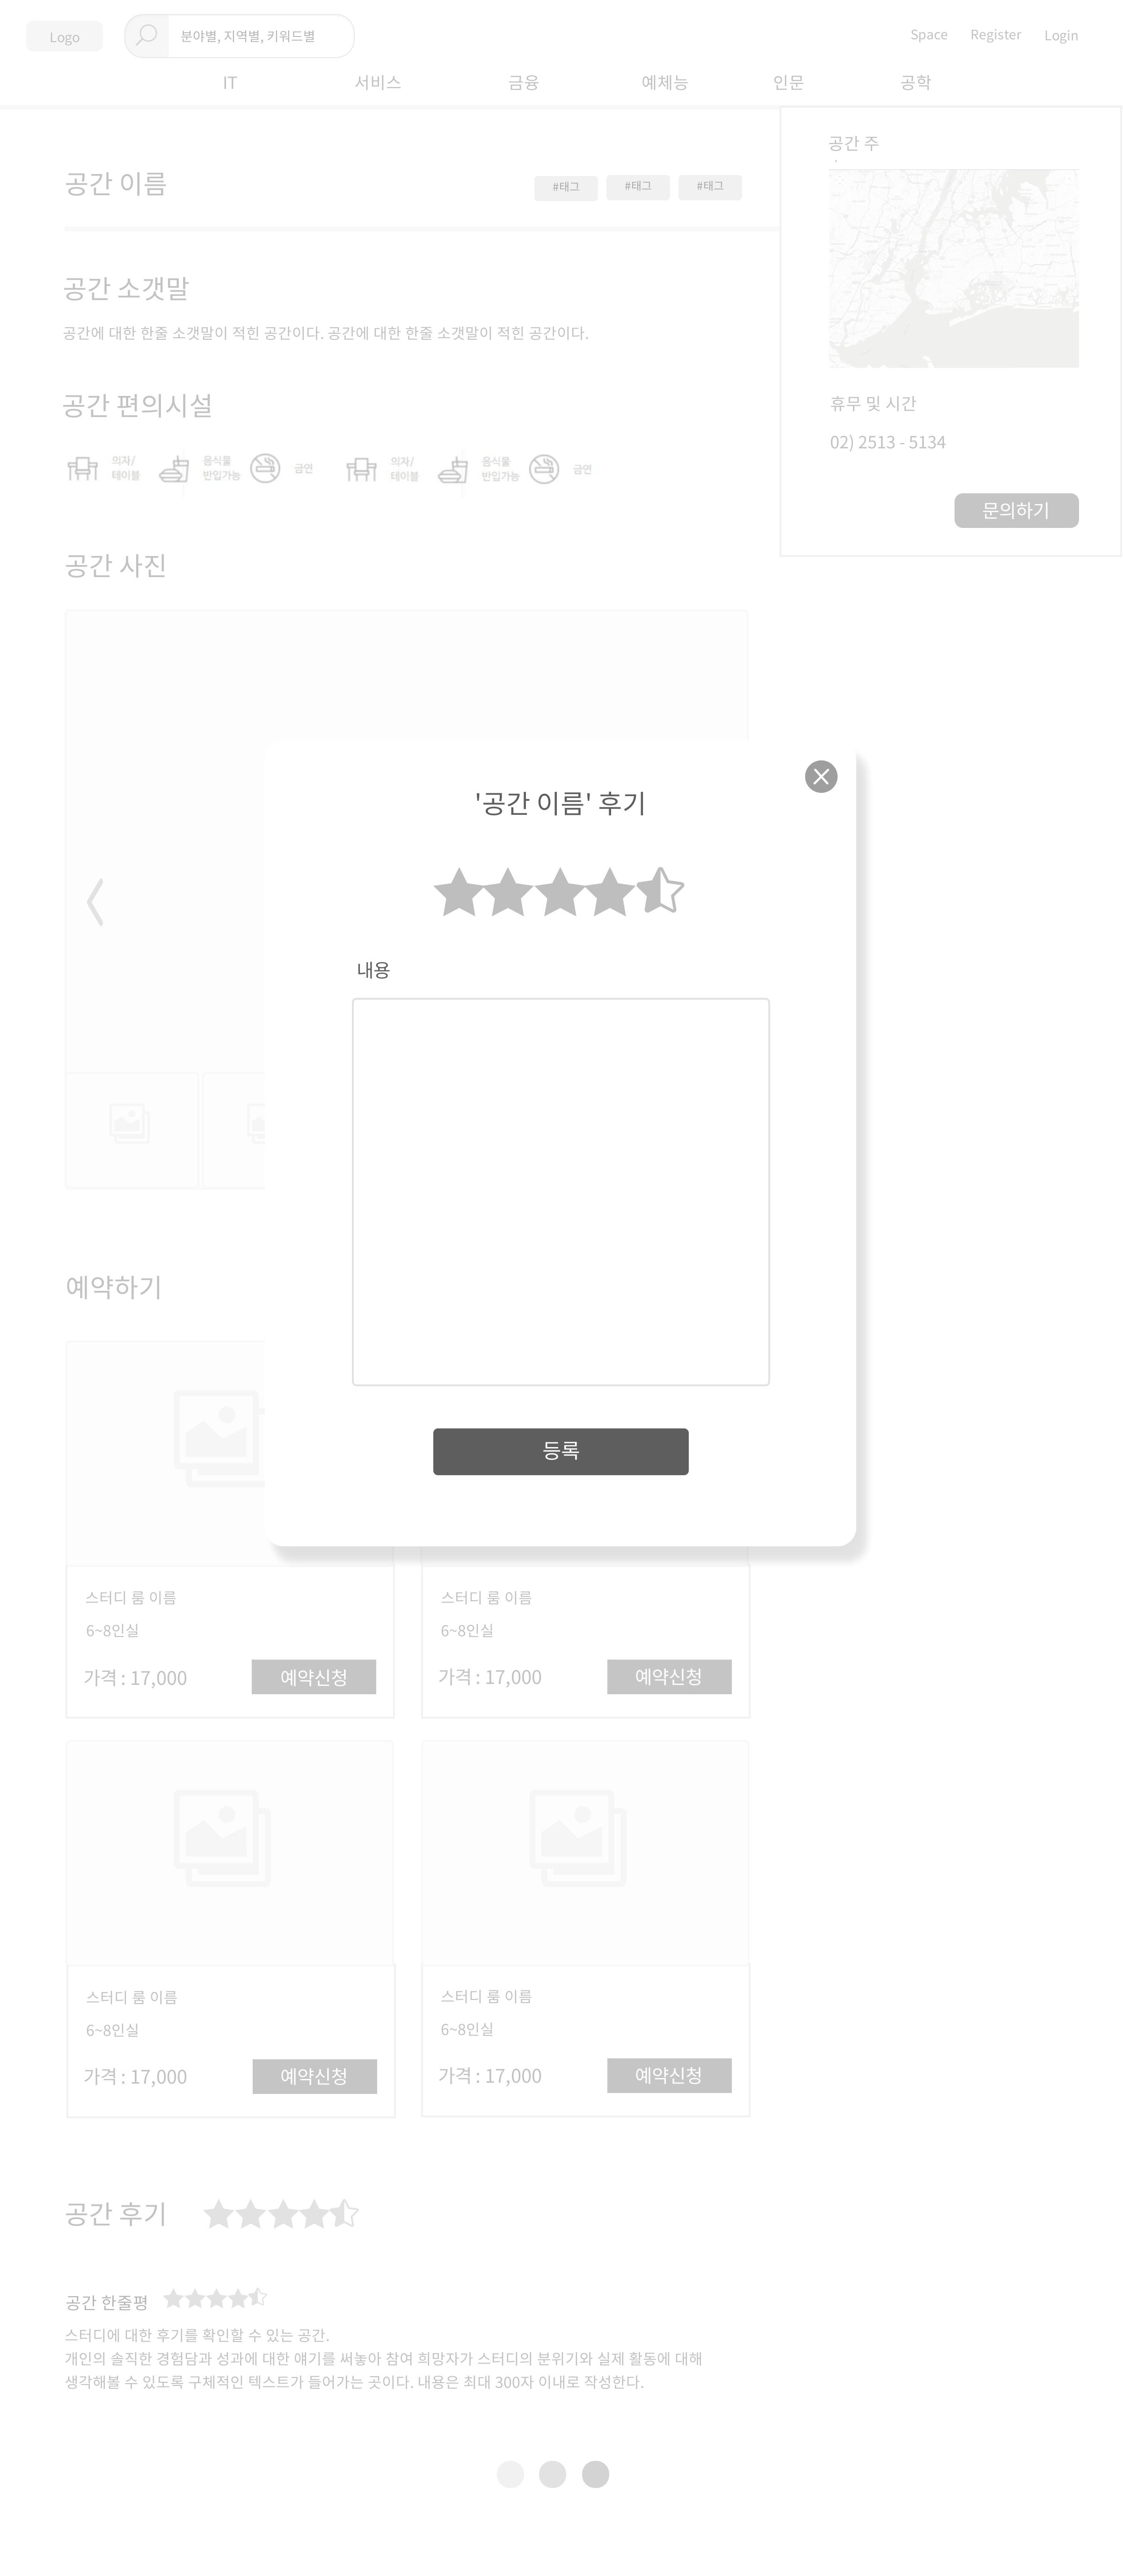 Logo
분야별, 지역별, 키워드별
Space Register Login
IT 서비스 금융 예체능 인문 공학
공간 주
공간 이름
#태그 #태그 #태그
공간 소갯말
공간에 대한 한줄 소갯말이 적힌 공간이다. 공간에 대한 한줄 소갯말이 적힌 공간이다.
휴무 및 시간
02) 2513 - 5134
문의하기
공간 편의시설
의자/
테이블
음식물
반입가능
금연
의자/
테이블
음식물
반입가능
금연
공간 사진
'공간 이름' 후기
내용
등록
예약하기
스터디 룸 이름
6~8인실
가격 : 17,000
예약신청
스터디 룸 이름
6~8인실
가격 : 17,000
예약신청
스터디 룸 이름
6~8인실
가격 : 17,000
예약신청
스터디 룸 이름
6~8인실
가격 : 17,000
예약신청
공간 후기
공간 한줄평
스터디에 대한 후기를 확인할 수 있는 공간.
개인의 솔직한 경험담과 성과에 대한 얘기를 써놓아 참여 희망자가 스터디의 분위기와 실제 활동에 대해
생각해볼 수 있도록 구체적인 텍스트가 들어가는 곳이다. 내용은 최대 300자 이내로 작성한다.